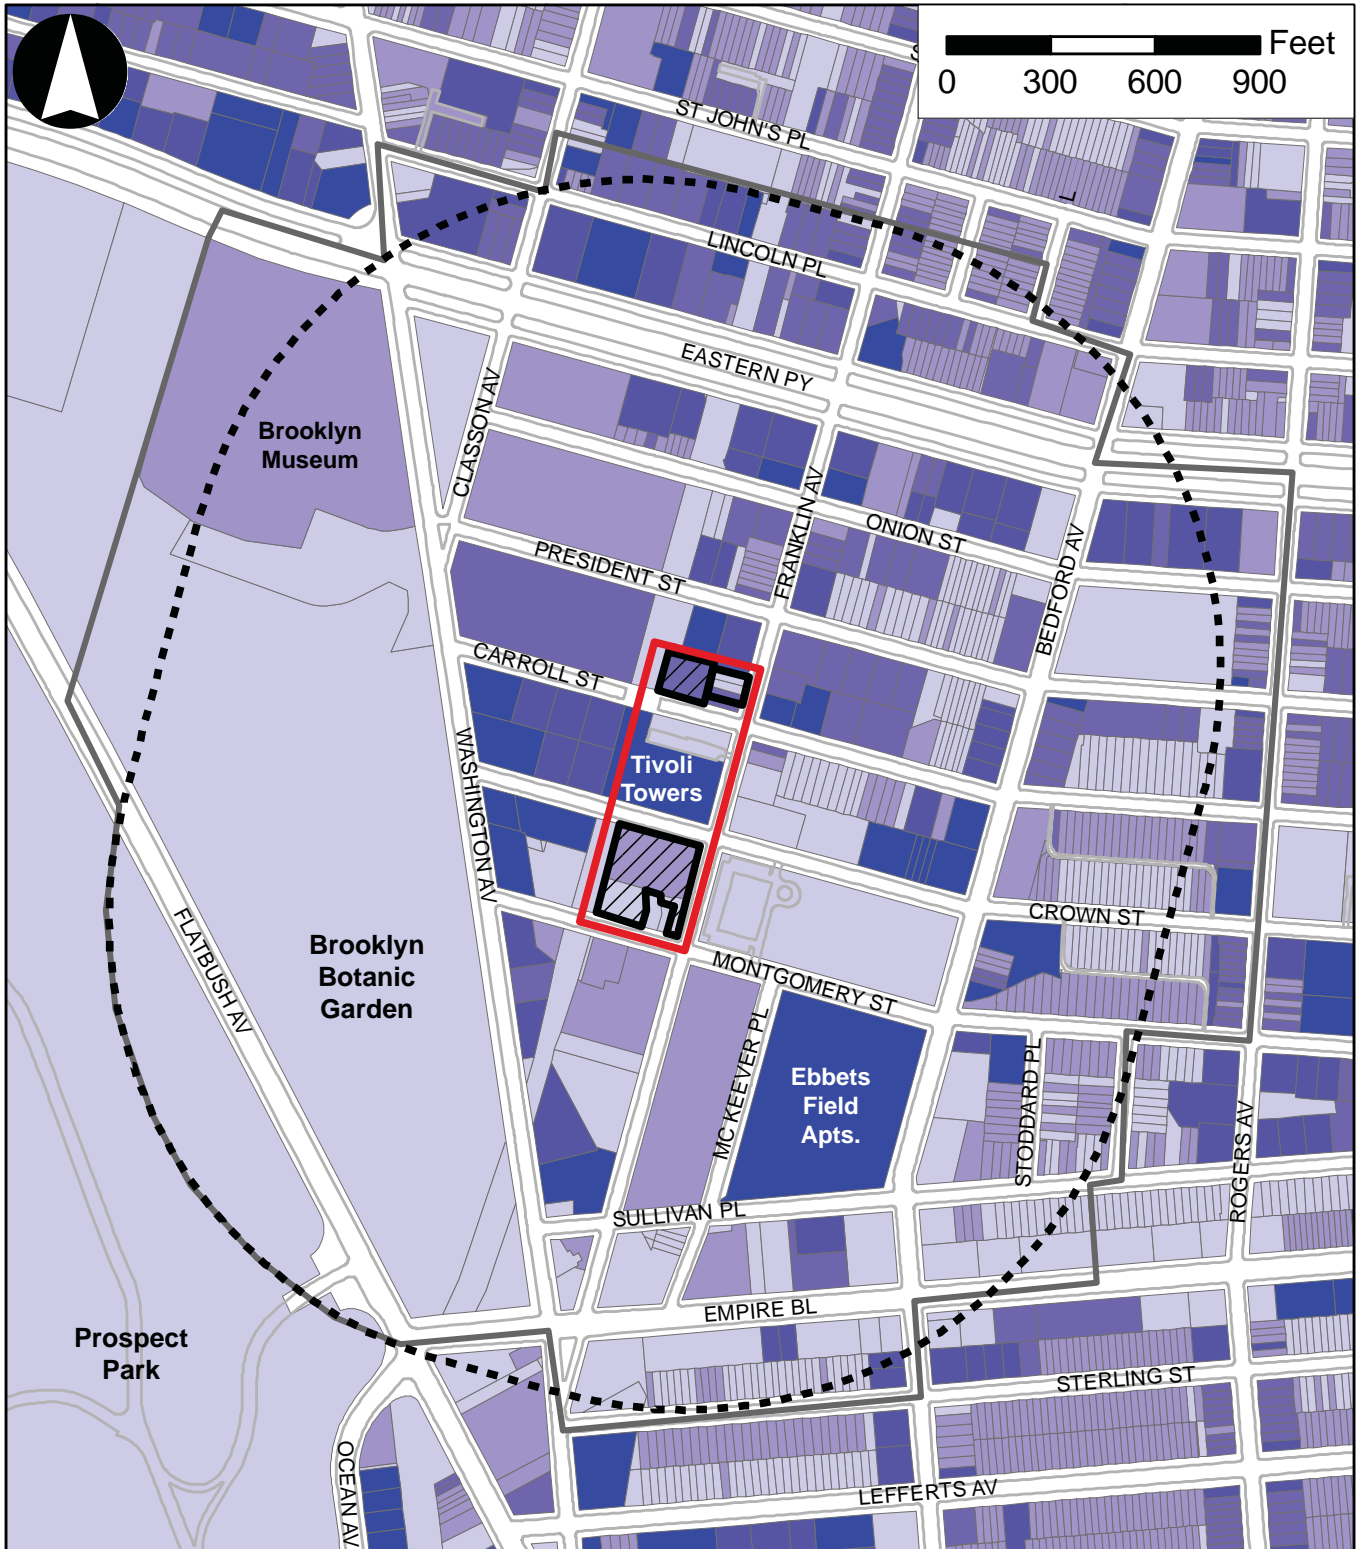 Feet
0 300 600 900
ST JOHN'S PL
LINCOLN PL
EASTERN PY
CLASSON AV
Brooklyn
Museum
FRANKLIN AV
ONION ST
PRESIDENT ST
BEDFORD AV
CARROLL ST
WASHINGTON AV
Tivoli
Towers
CROWN ST
FLATBUSH AV
Brooklyn
Botanic
Garden
MONTGOMERY ST
MC KEEVER PL
Ebbets
Field
Apts.
STODDARD PL
ROGERS AV
SULLIVAN PL
EMPIRE BL
Prospect
Park
STERLING ST
OCEAN AV
LEFFERTS AV